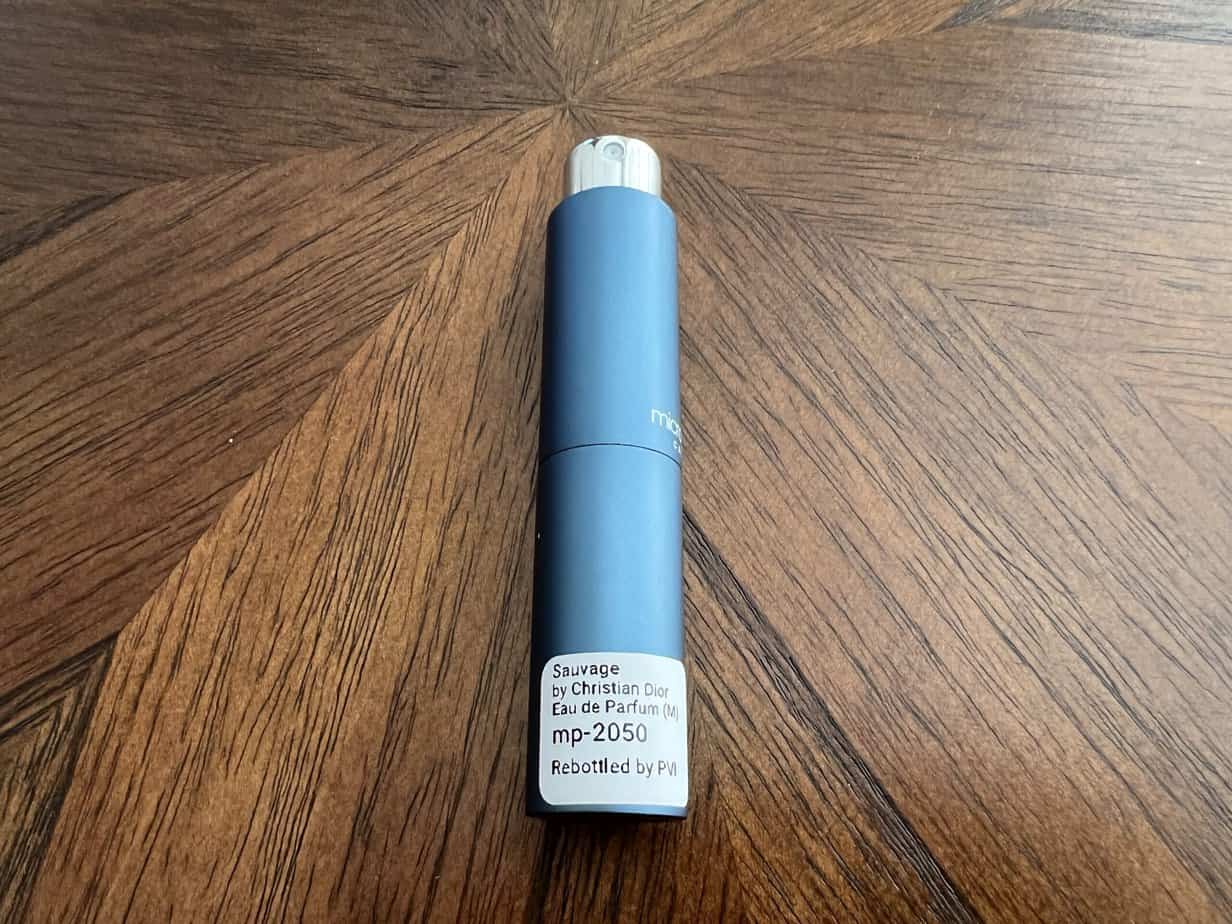 Sauvage
by Christian Dior
Eau de Parfum (M)
mp-2050
Rebottled by PVI